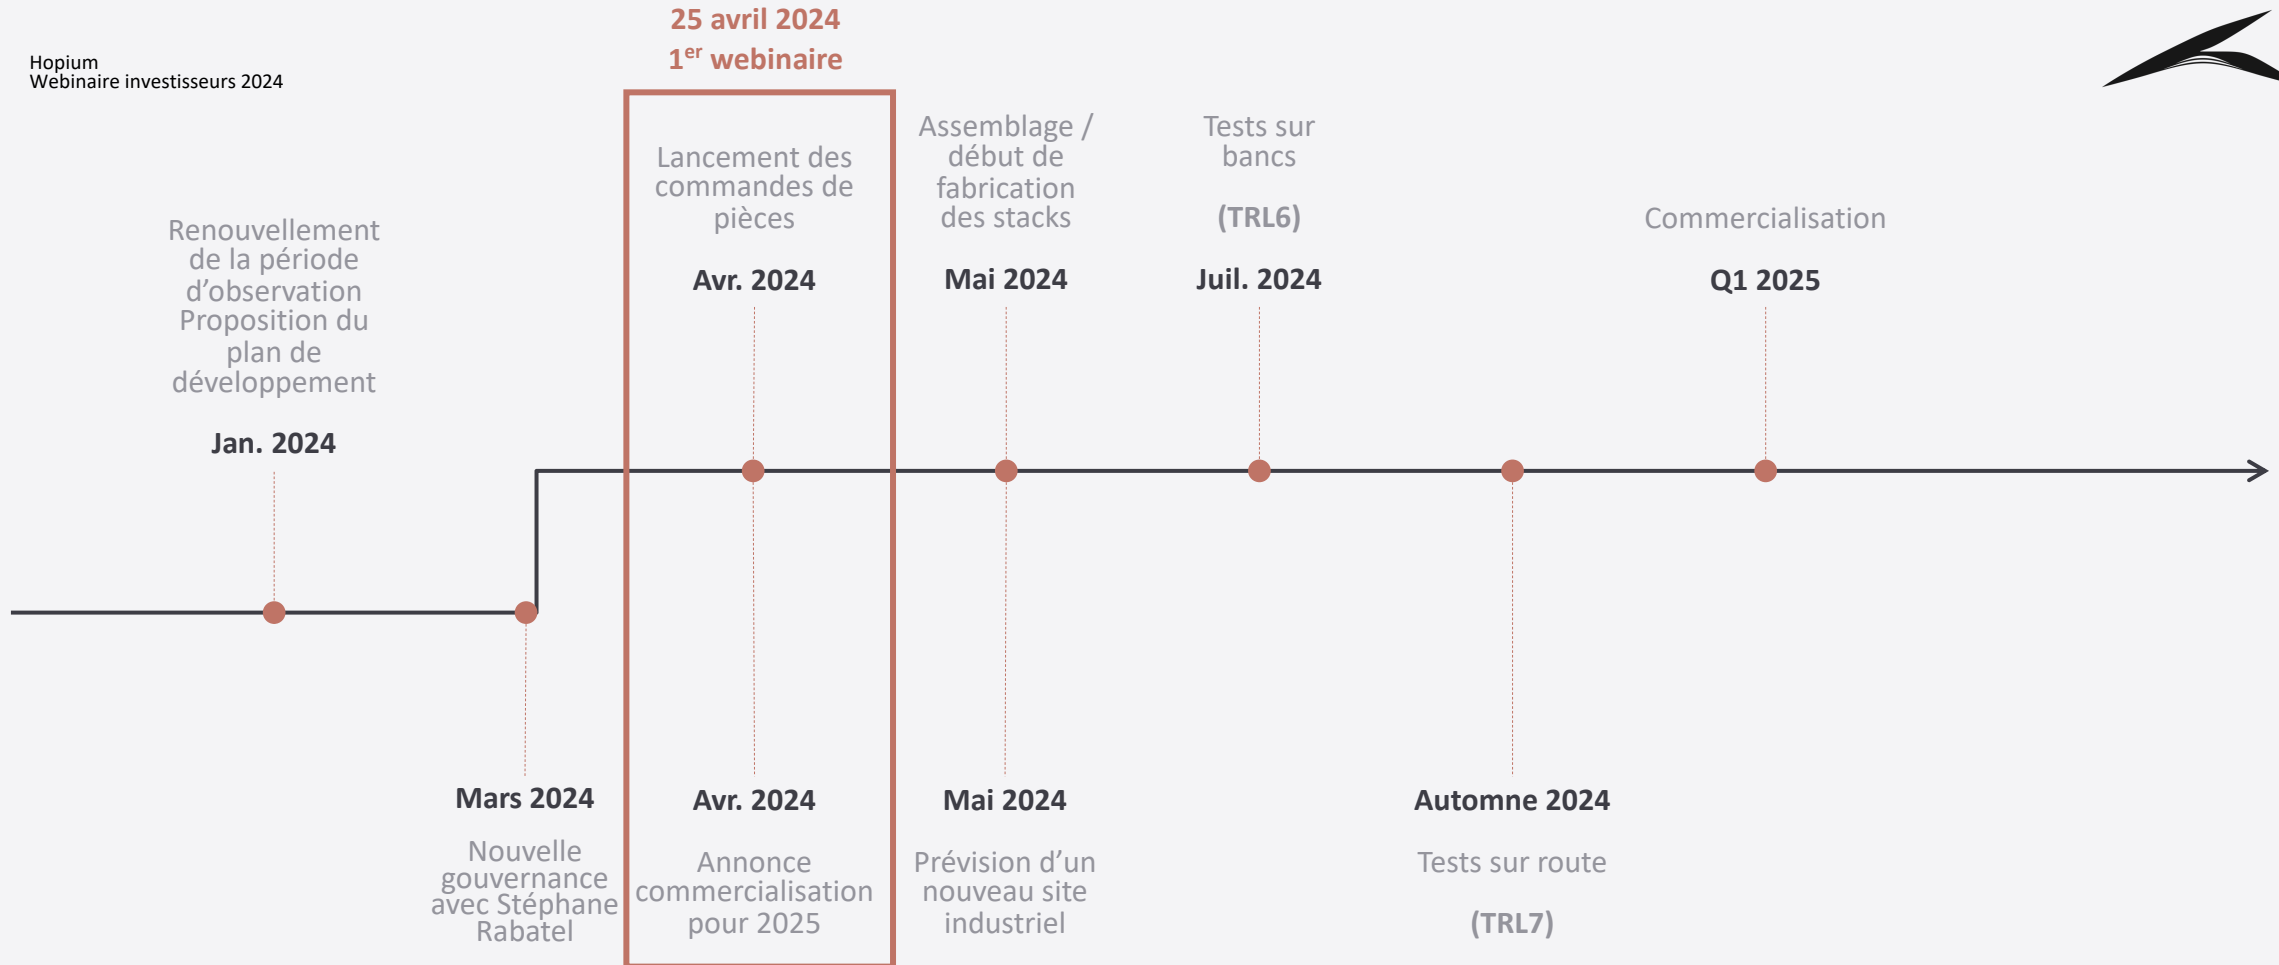 Hopium
Webinaire investisseurs 2024
25 avril 2024
1er webinaire
Renouvellement
de la période
d’observation
Proposition du
plan de
développement
Jan. 2024
Mars 2024
Nouvelle
gouvernance
avec Stéphane
Rabatel
Lancement des
commandes de
pièces
Avr. 2024
Avr. 2024
Annonce
commercialisation
pour 2025
Assemblage /
début de
fabrication
des stacks
Mai 2024
Mai 2024
Prévision d’un
nouveau site
industriel
Tests sur
bancs
(TRL6)
Juil. 2024
Automne 2024
Tests sur route
(TRL7)
Commercialisation
Q1 2025